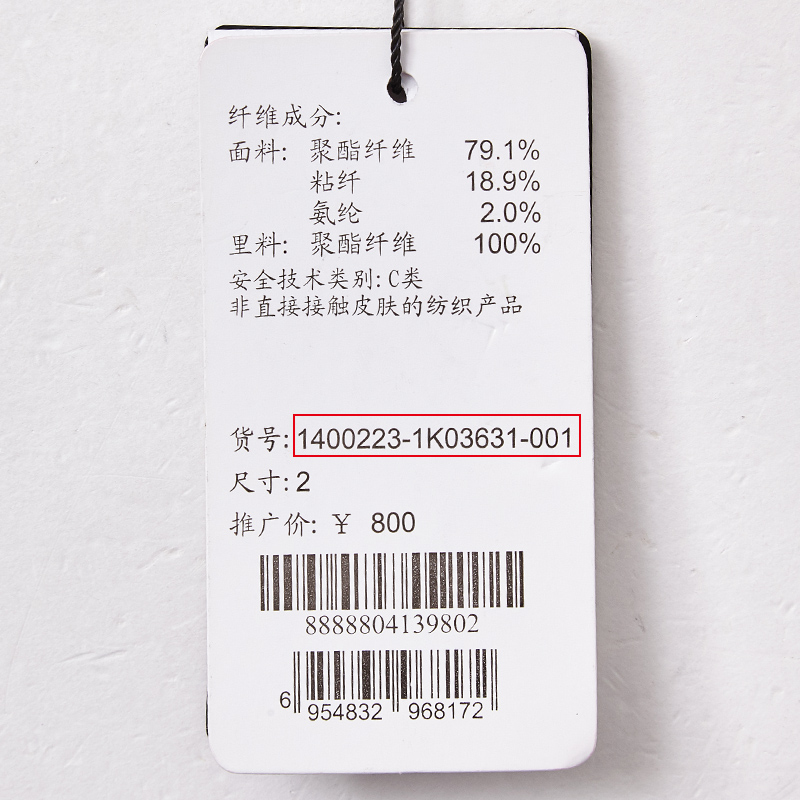 纤维成分:
面料: 聚酯纤维 79.1%
粘纤 18.9%
氨纶 2.0%
里料: 聚酯纤维 100%
安全技术类别:C类
非直接接触皮肤的纺织产品
货号:1400223-1K03631-001
尺寸:2
推广价:¥ 800
8888804139802
6 954832 968172